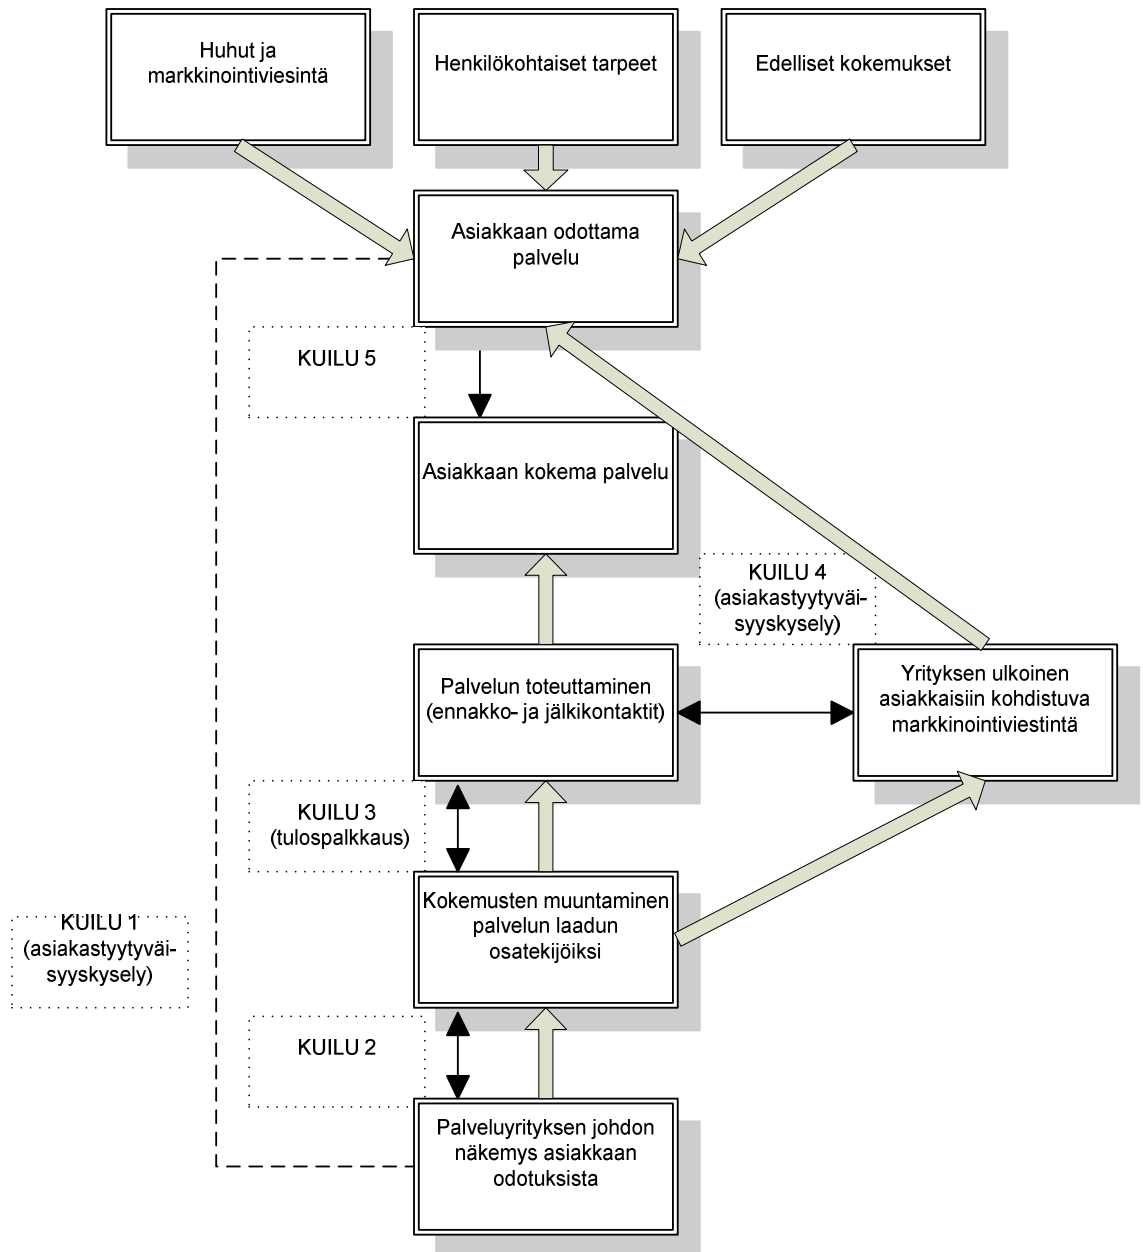 Huhut ja
markkinointiviesintä
Henkilökohtaiset tarpeet
Edelliset kokemukset
Asiakkaan odottama
palvelu
KUILU 5
Asiakkaan kokema palvelu
KUILU 4
(asiakastyytyväi-
syyskysely)
Palvelun toteuttaminen
(ennakko- ja jälkikontaktit)
Yrityksen ulkoinen
asiakkaisiin kohdistuva
markkinointiviestintä
KUILU 3
(tulospalkkaus)
Kokemusten muuntaminen
palvelun laadun
osatekijöiksi
KUILU 1
(asiakastyytyväi-
syyskysely)
KUILU 2
Palveluyrityksen johdon
näkemys asiakkaan
odotuksista